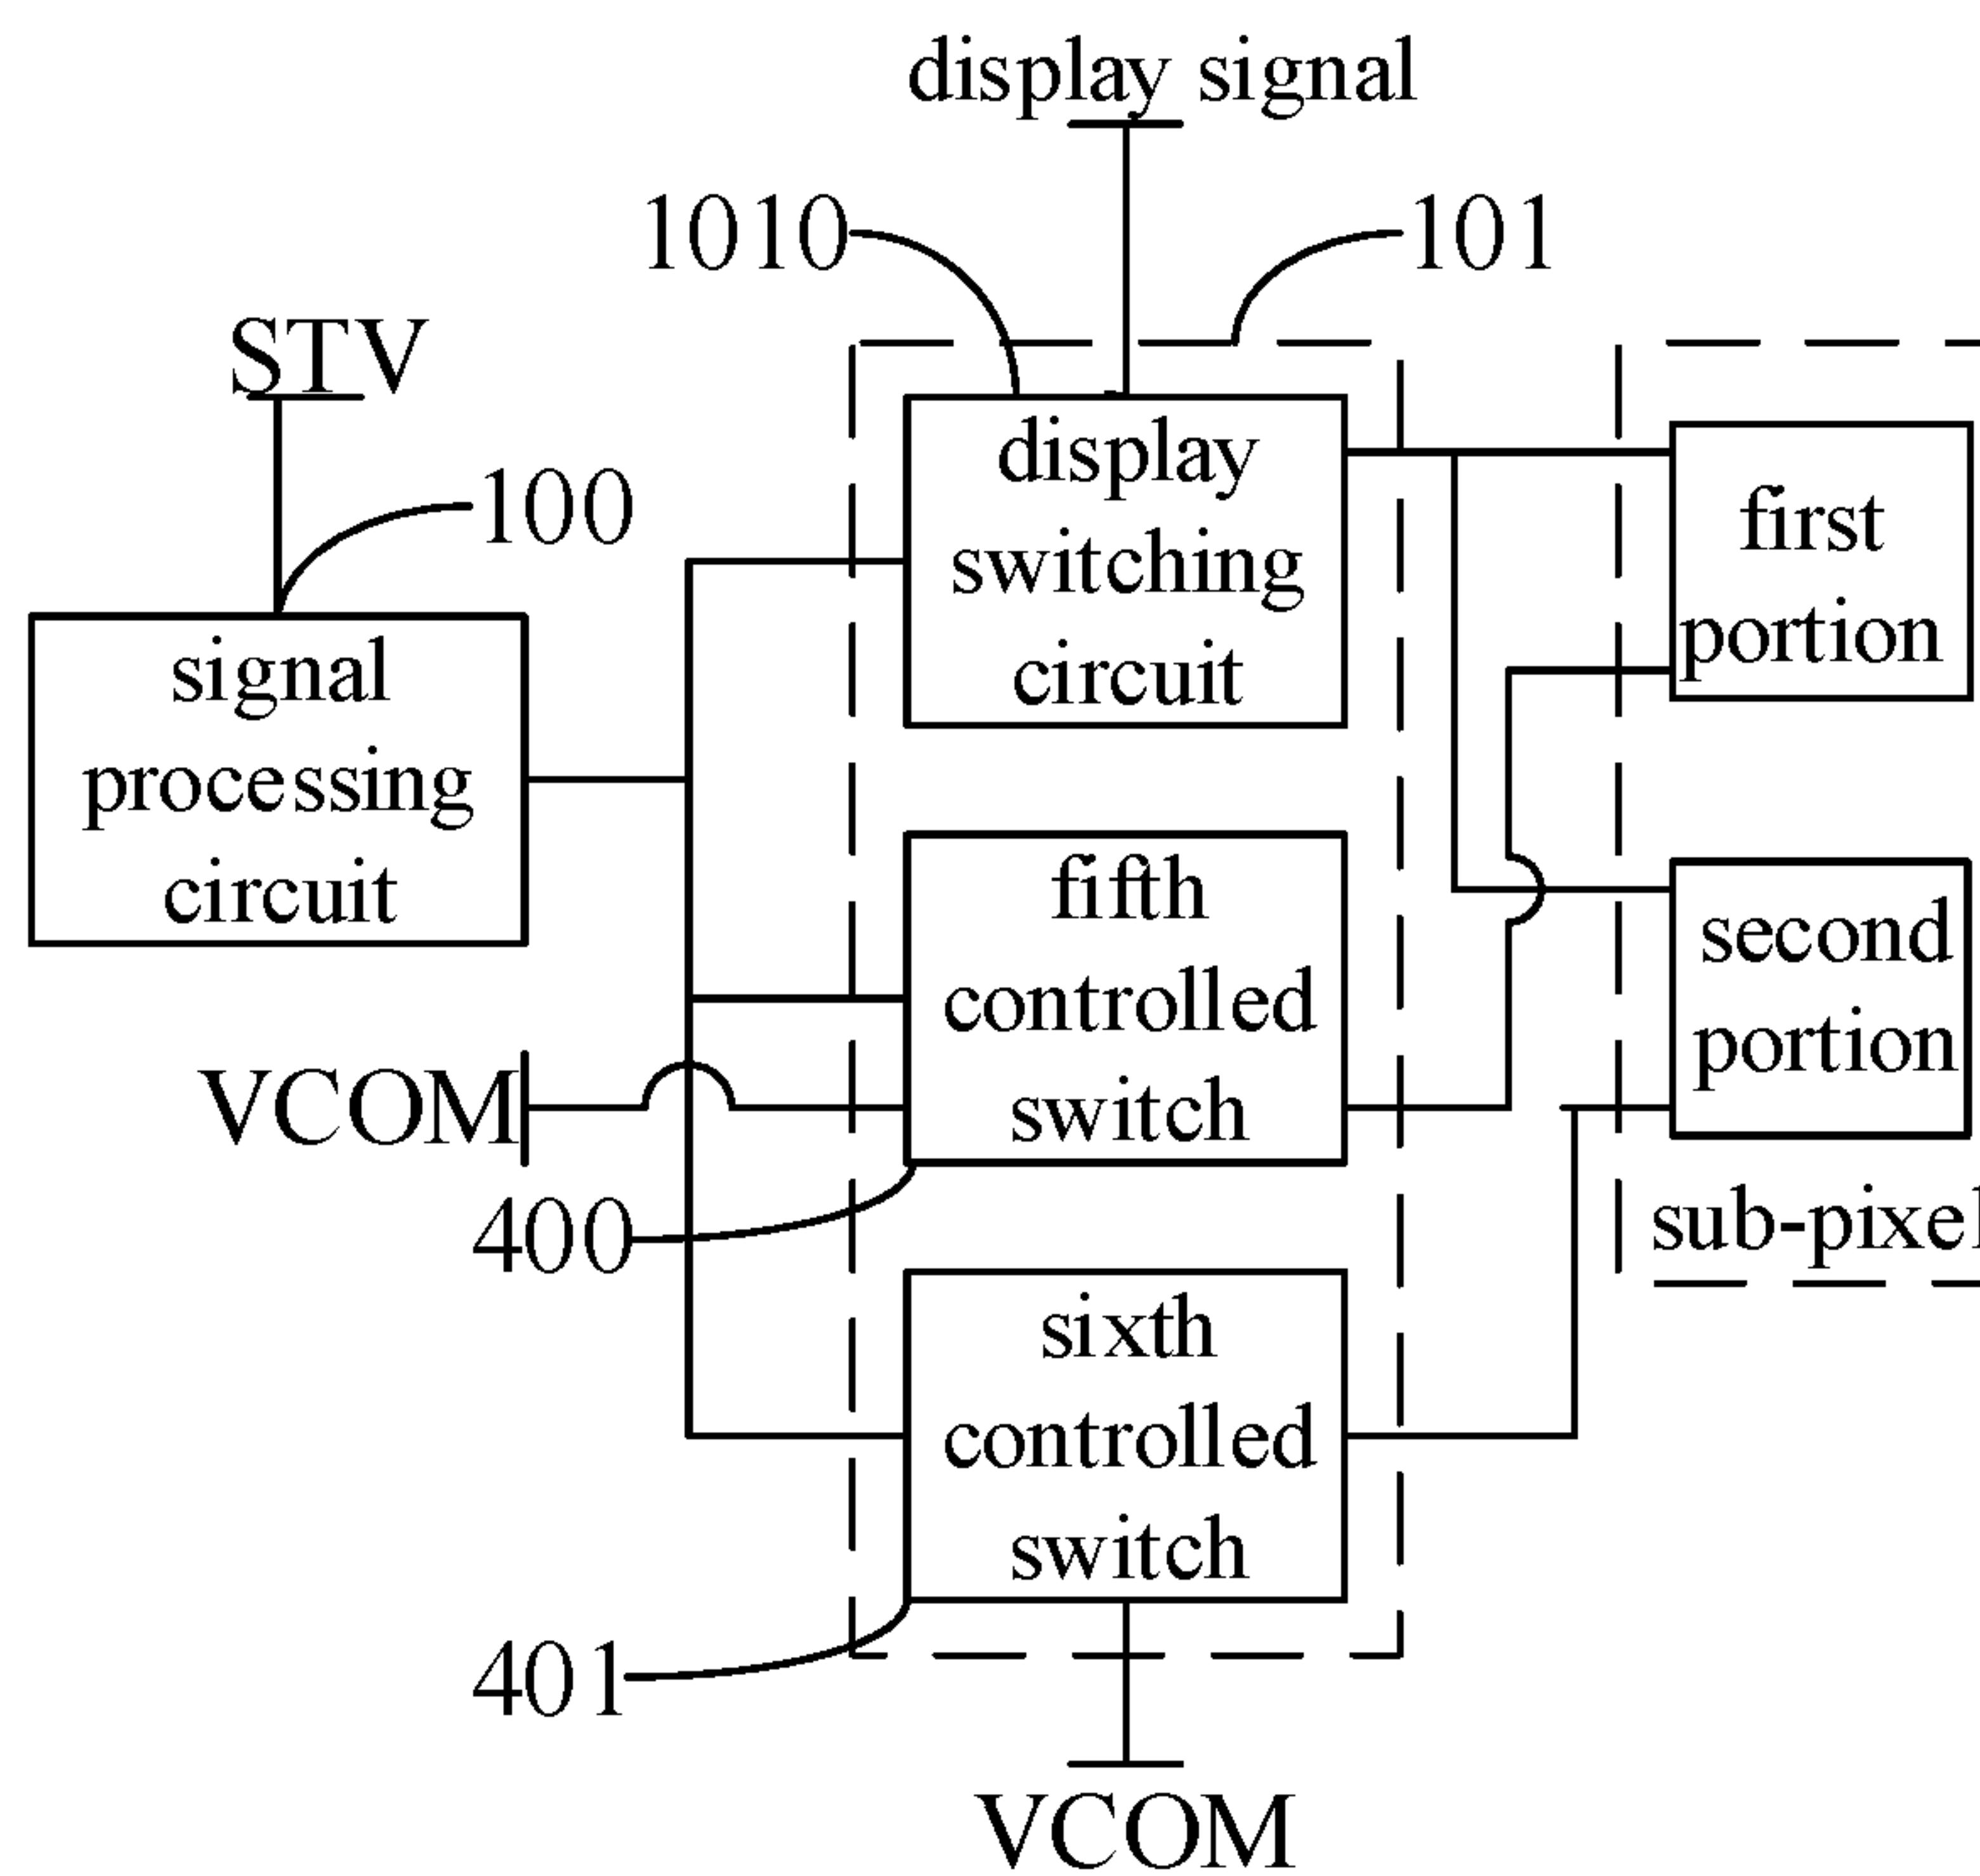 display signal
1010
101
STV
100
display
switching
circuit
first
portion
signal
processing
circuit
fifth
controlled
switch
second
portion
VCOM
400
sub-pixel
sixth
controlled
switch
401
VCOM